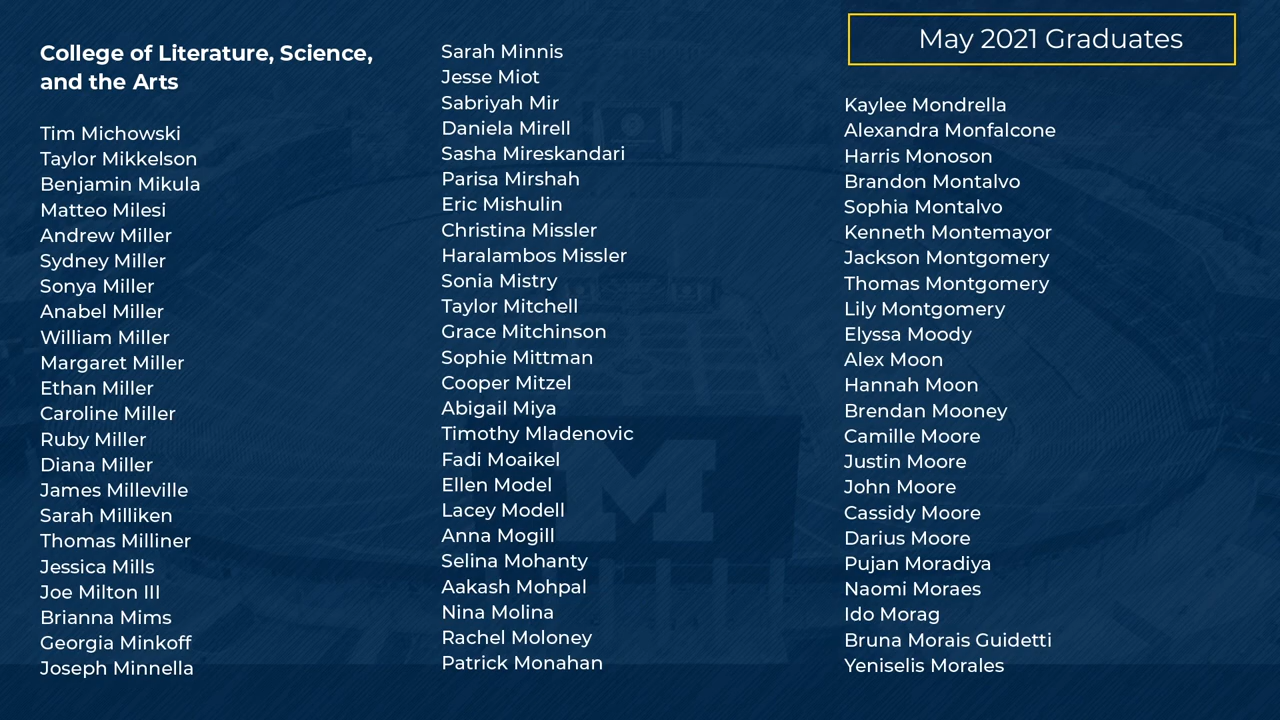 College of Literature, Science,
and the Arts
Tim Michowski
Taylor Mikkelson
Benjamin Mikula
Matteo Milesi
Andrew Miller
Sydney Miller
Sonya Miller
Anabel Miller
William Miller
Margaret Miller
Ethan Miller
Caroline Miller
Ruby Miller
Diana Miller
James Milleville
Sarah Milliken
Thomas Milliner
Jessica Mills
Joe Milton III
Brianna Mims
Georgia Minkoff
Joseph Minnella
Sarah Minnis
Jesse Miot
Sabriyah Mir
Daniela Mirell
Sasha Mireskandari
Parisa Mirshah
Eric Mishulin
Christina Missler
Haralambos Missler
Sonia Mistry
Taylor Mitchell
Grace Mitchinson
Sophie Mittman
Cooper Mitzel
Abigail Miya
Timothy Mladenovic
Fadi Moaikel
Ellen Model
Lacey Modell
Anna Mogill
Selina Mohanty
Aakash Mohpal
Nina Molina
Rachel Moloney
Patrick Monahan
May 2021 Graduates
Kaylee Mondrella
Alexandra Monfalcone
Harris Monoson
Brandon Montalvo
Sophia Montalvo
Kenneth Montemayor
Jackson Montgomery
Thomas Montgomery
Lily Montgomery
Elyssa Moody
Alex Moon
Hannah Moon
Brendan Mooney
Camille Moore
Justin Moore
John Moore
Cassidy Moore
Darius Moore
Pujan Moradiya
Naomi Moraes
Ido Morag
Bruna Morais Guidetti
Yeniselis Morales
M